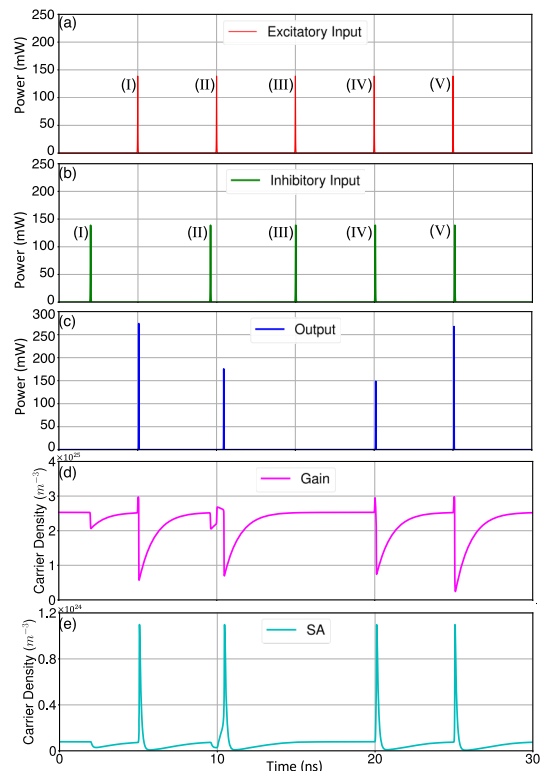 (a)
Excitatory Input
Power (mW)
250
200
150
100
50
0
(I)
(II)
(III)
(IV)
(V)
(b)
Inhibitory Input
Power (mW)
250
200
150
100
50
0
(I)
(II)
(III)
(IV)
(V)
(c)
Output
Power (mW)
300
250
200
150
100
50
0
(d)
Gain
×10²⁵
Carrier Density (m⁻³)
4
3
2
1
0
(e)
SA
×10²⁴
Carrier Density (m⁻³)
1.2
0.8
0.4
0
0
10
20
30
Time (ns)